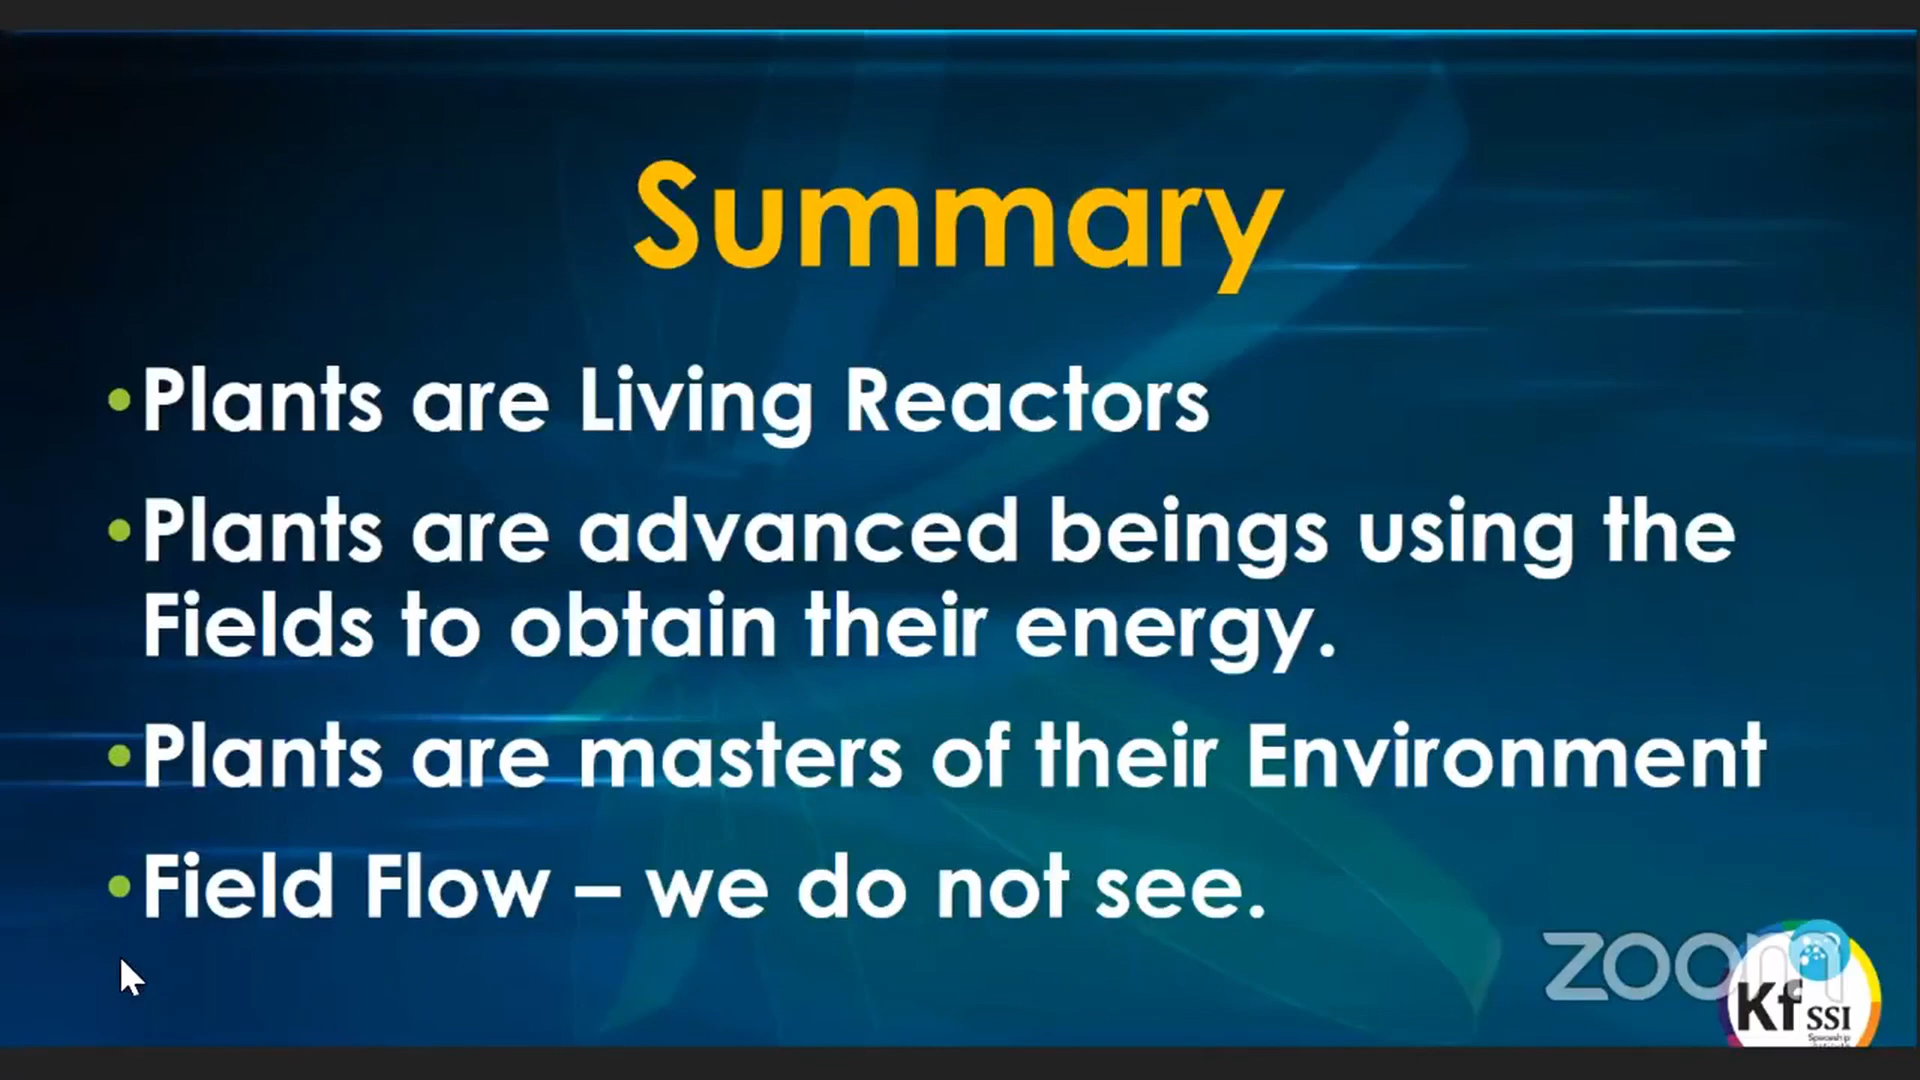 Summary
•Plants are Living Reactors
•Plants are advanced beings using the
Fields to obtain their energy.
•Plants are masters of their Environment
•Field Flow – we do not see.
zoom
Kf SSI
Spaceship